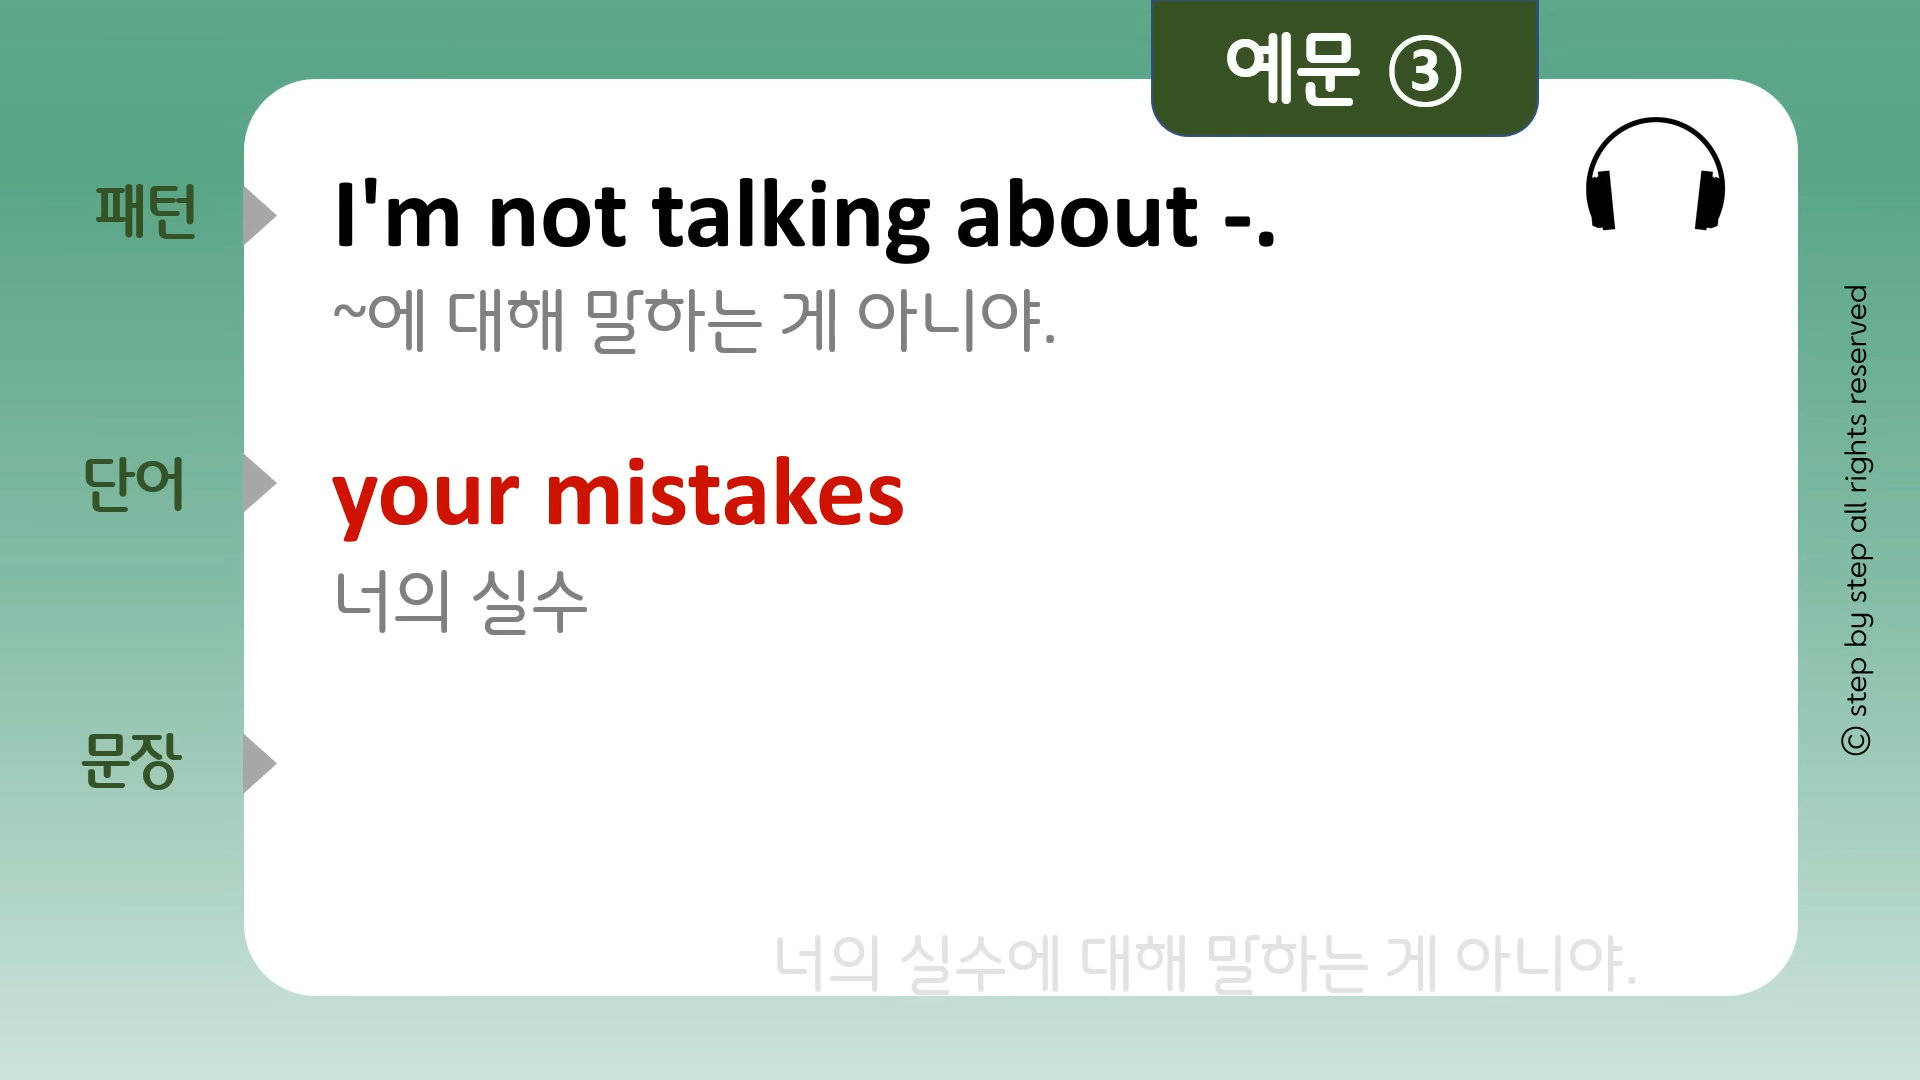 예문 ③
패턴
I'm not talking about -.
~에 대해 말하는 게 아니야.
단어
your mistakes
너의 실수
문장
너의 실수에 대해 말하는 게 아니야.
© step by step all rights reserved